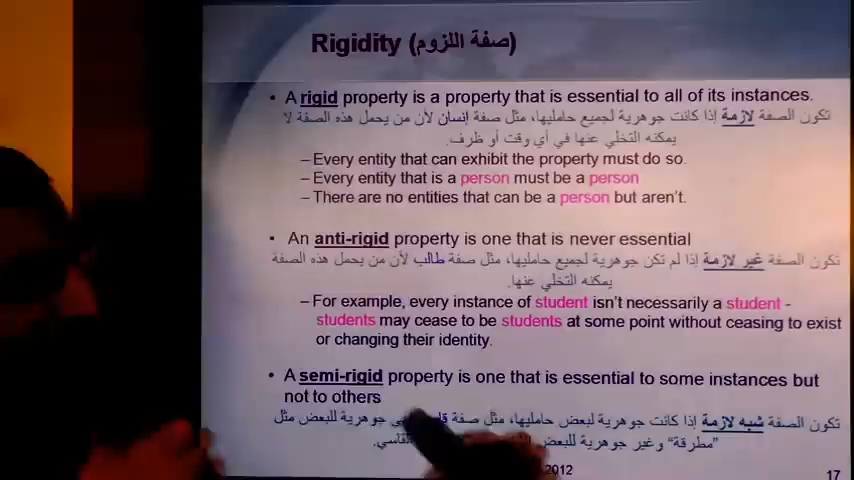 Rigidity (صفة اللزوم)
• A rigid property is a property that is essential to all of its instances.
تكون الصفة لازمة إذا كانت جوهرية لجميع حامليها، مثل صفة إنسان لأن من يحمل هذه الصفة لا
يمكنه التخلي عنها في أي وقت أو ظرف.
– Every entity that can exhibit the property must do so.
– Every entity that is a person must be a person
– There are no entities that can be a person but aren't.
• An anti-rigid property is one that is never essential
تكون الصفة غير لازمة إذا لم تكن جوهرية لجميع حامليها، مثل صفة طالب لأن من يحمل هذه الصفة
يمكنه التخلي عنها.
– For example, every instance of student isn't necessarily a student -
students may cease to be students at some point without ceasing to exist
or changing their identity.
• A semi-rigid property is one that is essential to some instances but
not to others
تكون الصفة شبه لازمة إذا كانت جوهرية لبعض حامليها، مثل صفة جوهرية للبعض مثل
"مطرقة" وغير جوهرية للبعض القاسي.
2012
17